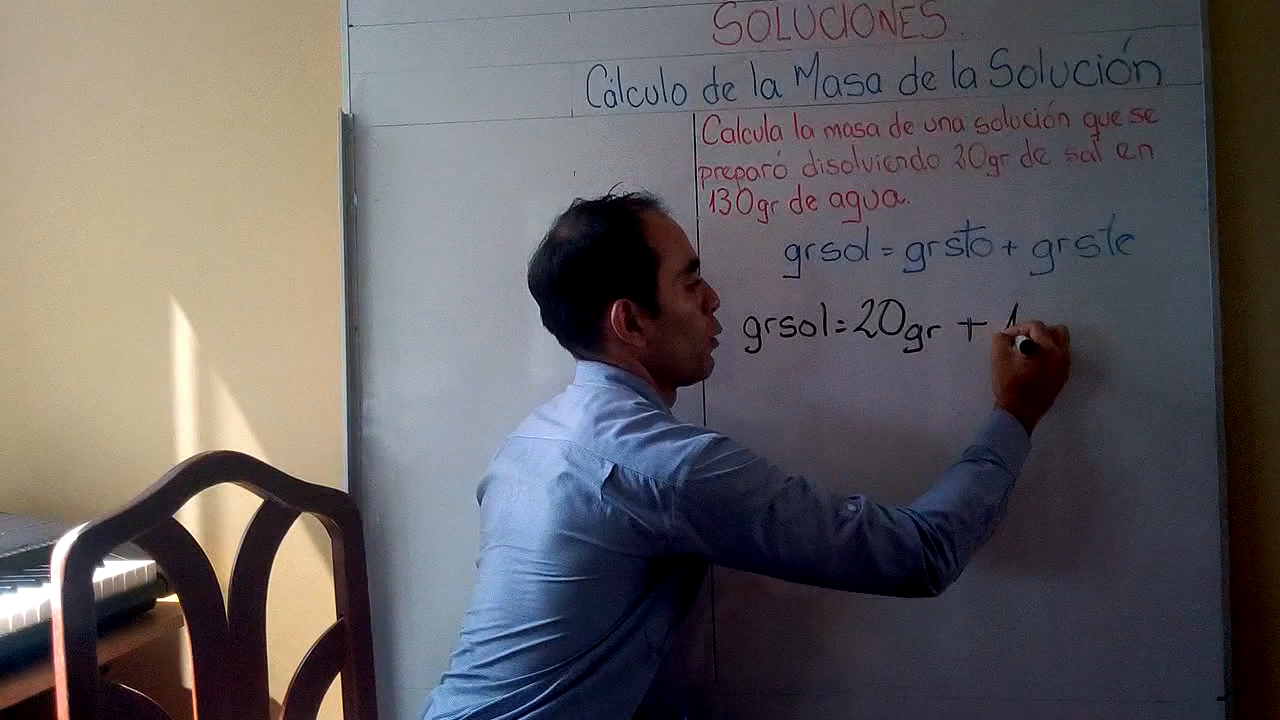 SOLUCIONES
Cálculo de la Masa de la Solución
Calcula la masa de una solución que se
preparó disolviendo 20gr de sal en
130gr de agua.
grsol = grsto + grste
grsol = 20gr + 1